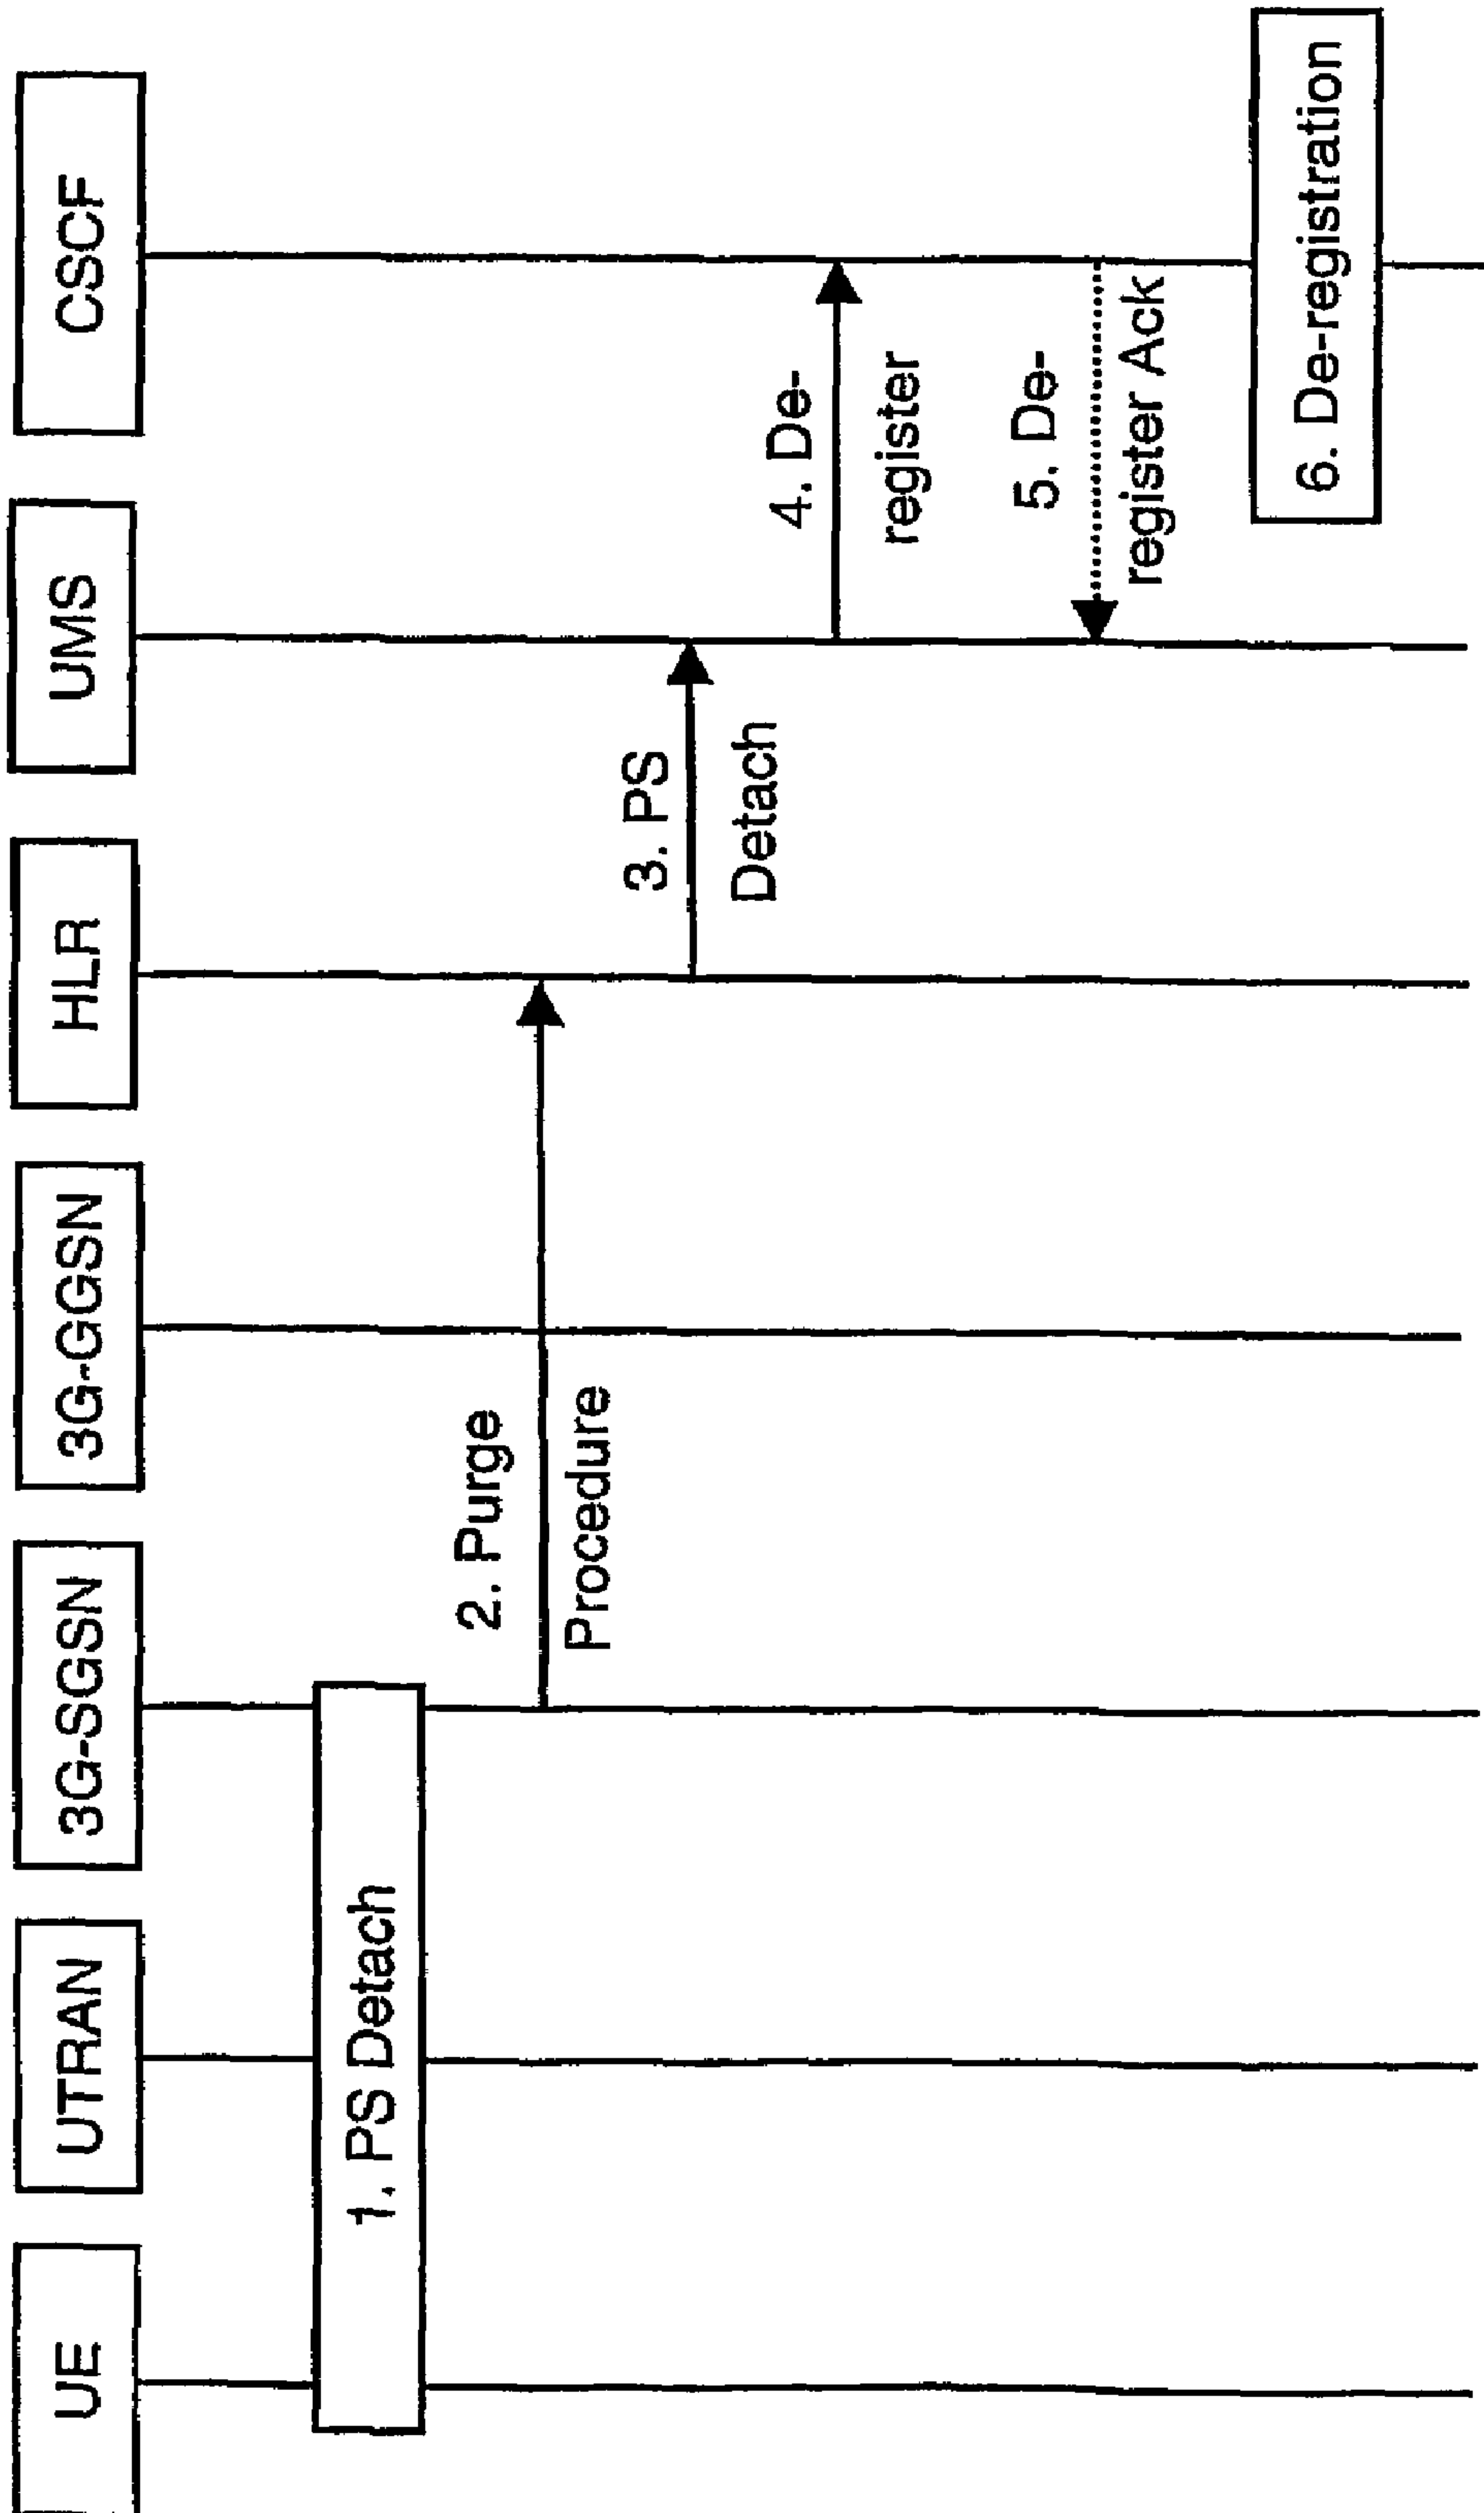 UE
UTRAN
3G-SGSN
3G-GGSN
HLR
UMS
CSCF
1. PS Detach
2. Purge
Procedure
3. PS
Detach
4. De-
register
5. De-
register Ack
6. De-registration